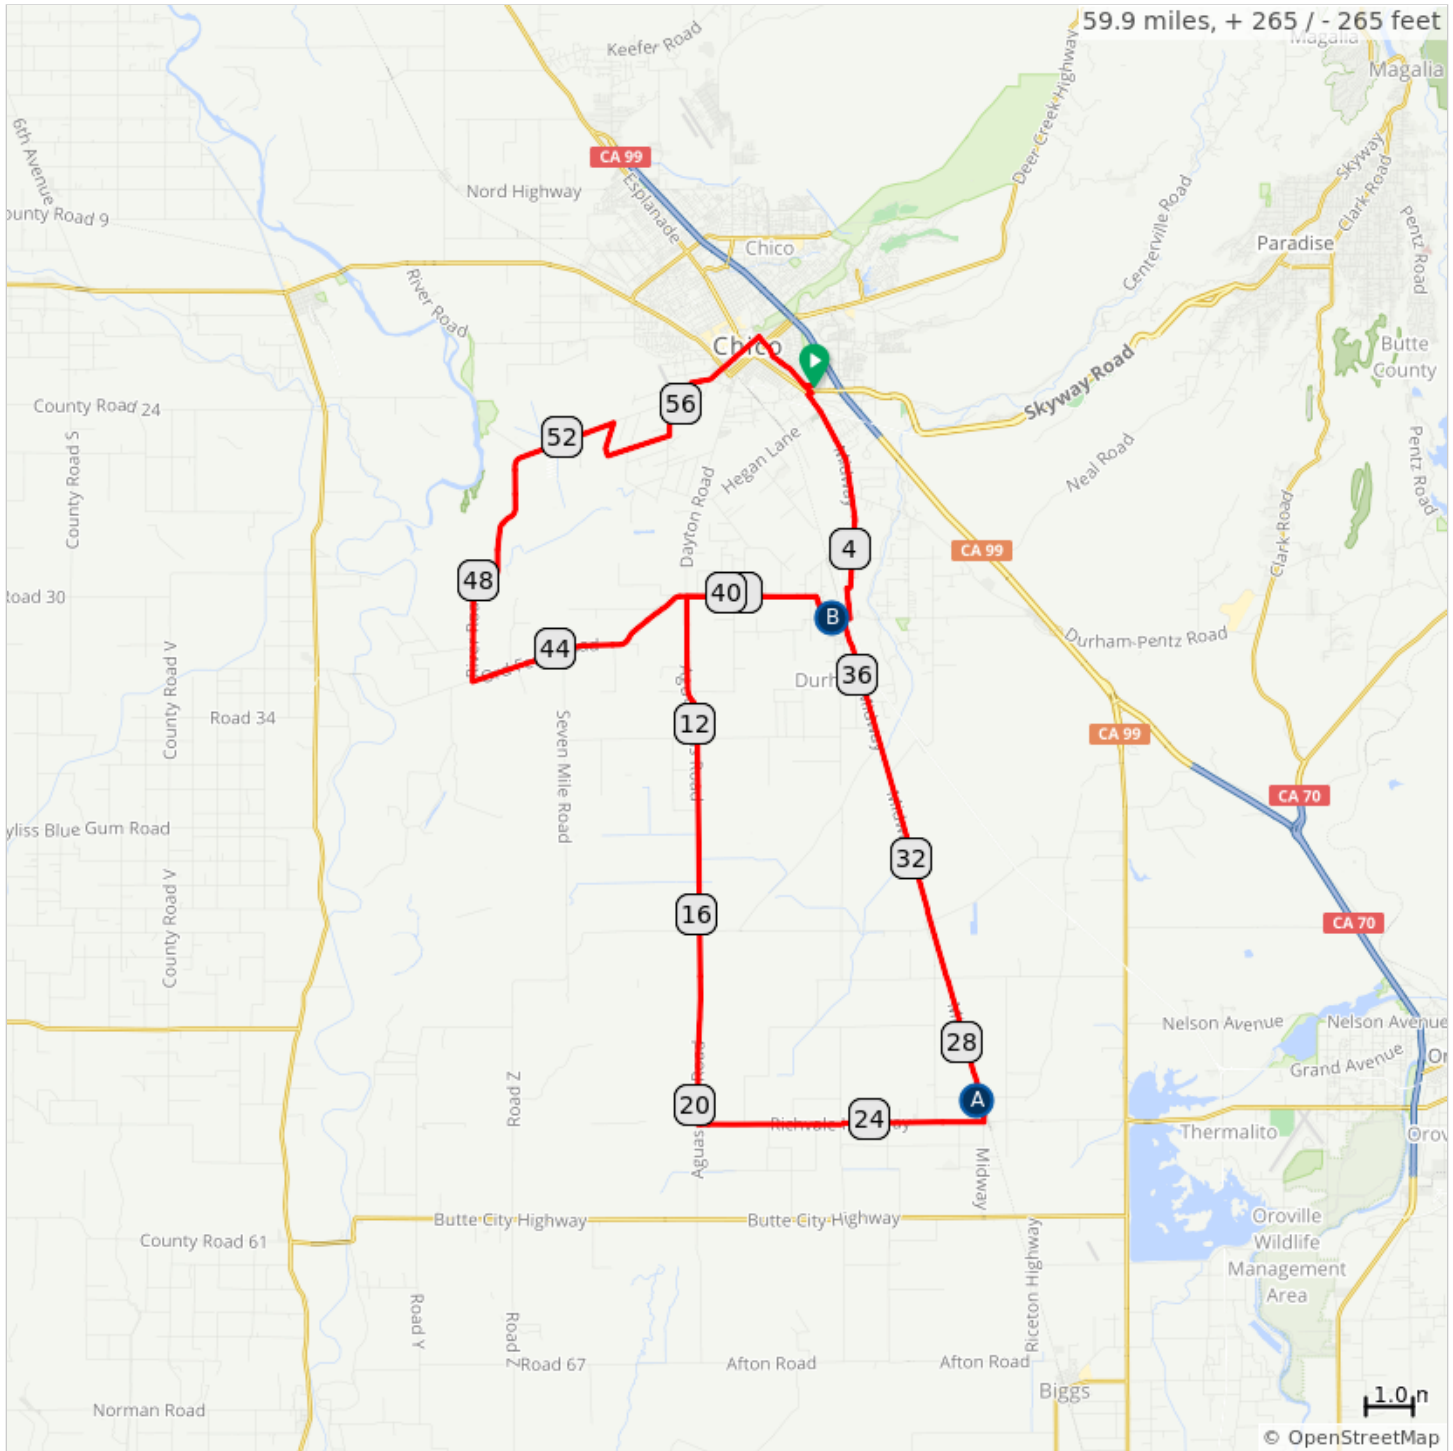 59.9 miles, + 265 / - 265 feet
Keefer Road
Magalia
Magalia
Deer Creek Highway
6th Avenue
CA 99
Skyway
Clark Road
Esplanade
Nord Highway
Centerville Road
Pentz Road
County Road 9
Paradise
Chico
River Road
Chico
Butte
County
Skyway Road
County Road 24
56
52
County Road S
Hegan Lane
Midway
Neal Road
Pentz Road
Dayton Road
Clark Road
4
CA 99
48
40
Road 30
B
Durham-Pentz Road
44
36
County Road V
Road 34
12
Midway
CA 99
Seven Mile Road
CA 70
32
County Road V
16
CA 70
28
Nelson Avenue
Nelson Avenue
Grand Avenue
Road Z
A
20
24
Thermalito
Midway
Butte City Highway
Butte City Highway
County Road 61
Oroville
Wildlife
Management
Area
Riceton Highway
Road Y
Road Z
Road 67
Afton Road
Afton Road
Biggs
Norman Road
1.0
© OpenStreetMap